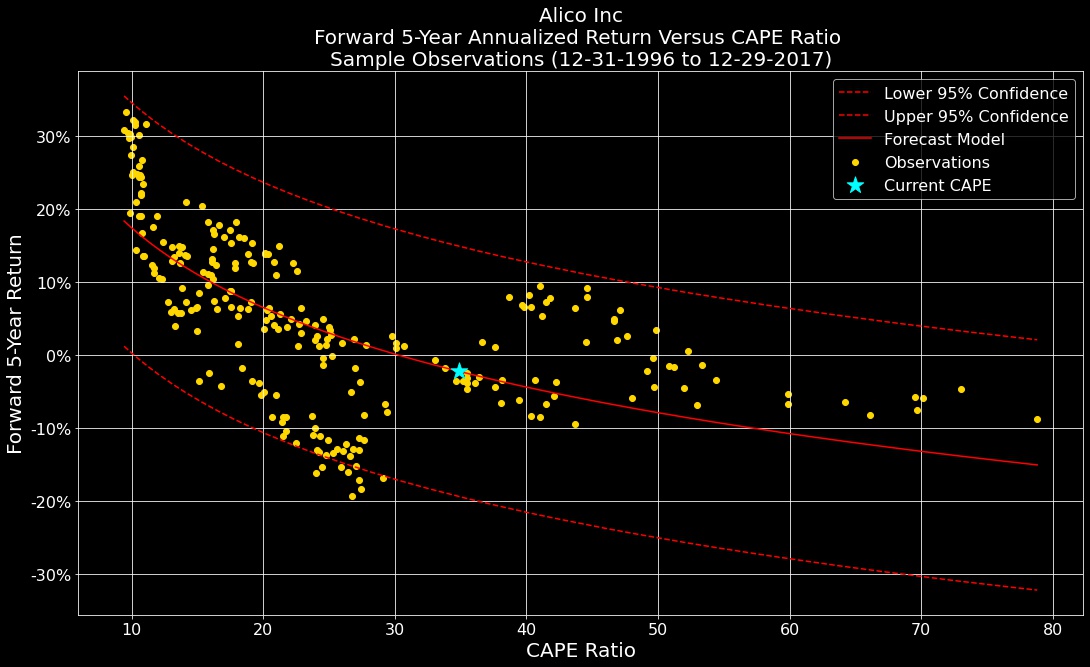 Alico Inc
Forward 5-Year Annualized Return Versus CAPE Ratio
Sample Observations (12-31-1996 to 12-29-2017)
Lower 95% Confidence
Upper 95% Confidence
Forecast Model
Observations
Current CAPE
Forward 5-Year Return
30%
20%
10%
0%
-10%
-20%
-30%
10 20 30 40 50 60 70 80
CAPE Ratio